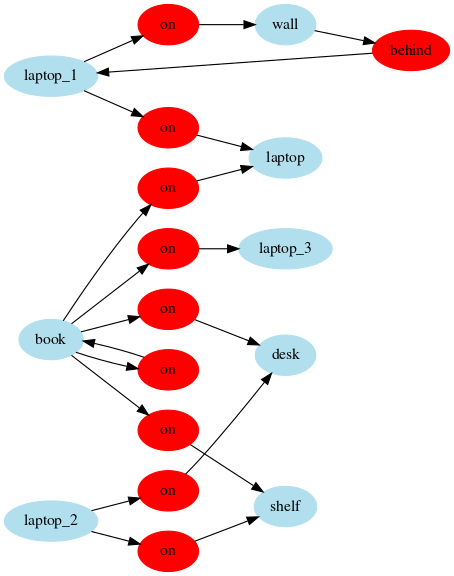 on
wall
behind
laptop_1
on
laptop
on
on
laptop_3
on
book
desk
on
on
on
laptop_2
shelf
on